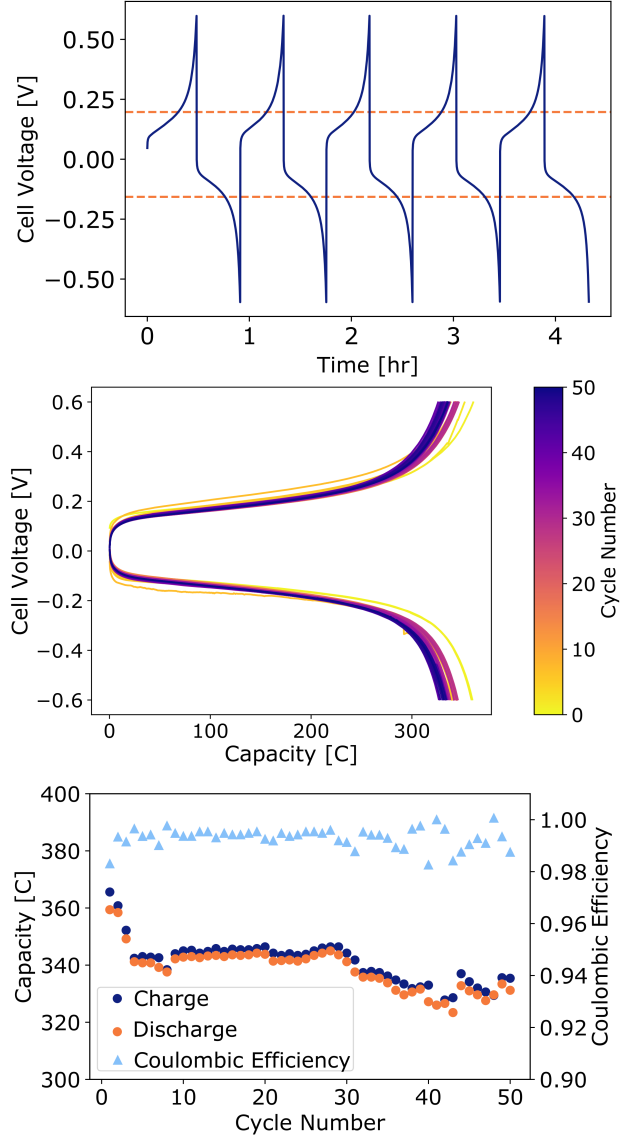 0.50
0.25
0.00
−0.25
−0.50
Cell Voltage [V]
0 1 2 3 4
Time [hr]
0.6
0.4
0.2
0.0
−0.2
−0.4
−0.6
Cell Voltage [V]
0 100 200 300
Capacity [C]
50
40
30
20
10
0
Cycle Number
400
380
360
340
320
300
Capacity [C]
1.00
0.98
0.96
0.94
0.92
0.90
Coulombic Efficiency
Charge
Discharge
Coulombic Efficiency
0 10 20 30 40 50
Cycle Number